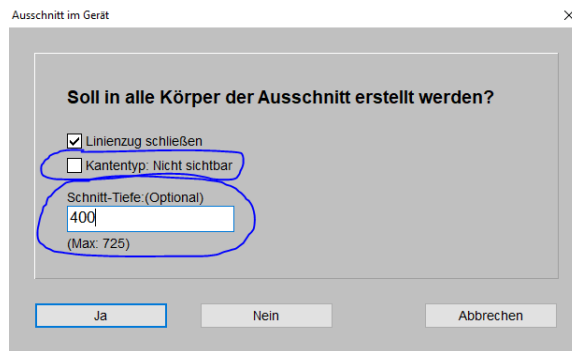 Ausschnitt im Gerät
Soll in alle Körper der Ausschnitt erstellt werden?
Linienzug schließen
Kantentyp: Nicht sichtbar
Schnitt-Tiefe:(Optional)
400
(Max: 725)
Ja Nein Abbrechen